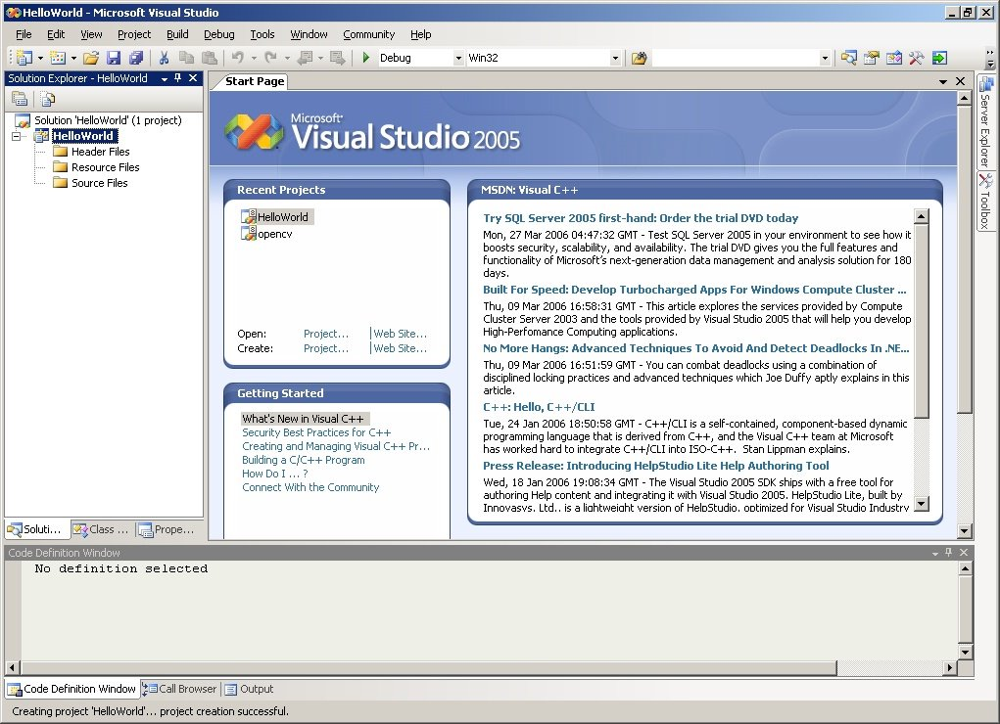 HelloWorld - Microsoft Visual Studio
File Edit View Project Build Debug Tools Window Community Help
Debug Win32
Solution Explorer - HelloWorld
Solution 'HelloWorld' (1 project)
HelloWorld
Header Files
Resource Files
Source Files
Soluti... Class ... Prope...
Start Page
Microsoft®
Visual Studio 2005
Recent Projects
HelloWorld
opencv
Open: Project... Web Site...
Create: Project... Web Site...
Getting Started
What's New in Visual C++
Security Best Practices for C++
Creating and Managing Visual C++ Pr...
Building a C/C++ Program
How Do I ... ?
Connect With the Community
MSDN: Visual C++
Try SQL Server 2005 first-hand: Order the trial DVD today
Mon, 27 Mar 2006 04:47:32 GMT - Test SQL Server 2005 in your environment to see how it
boosts security, scalability, and availability. The trial DVD gives you the full features and
functionality of Microsoft's next-generation data management and analysis solution for 180
days.
Built For Speed: Develop Turbocharged Apps For Windows Compute Cluster ...
Thu, 09 Mar 2006 16:58:31 GMT - This article explores the services provided by Compute
Cluster Server 2003 and the tools provided by Visual Studio 2005 that will help you develop
High-Perfomance Computing applications.
No More Hangs: Advanced Techniques To Avoid And Detect Deadlocks In .NE...
Thu, 09 Mar 2006 16:51:59 GMT - You can combat deadlocks using a combination of
disciplined locking practices and advanced techniques which Joe Duffy aptly explains in this
article.
C++: Hello, C++/CLI
Tue, 24 Jan 2006 18:50:58 GMT - C++/CLI is a self-contained, component-based dynamic
programming language that is derived from C++, and the Visual C++ team at Microsoft
has worked hard to integrate C++/CLI into ISO-C++. Stan Lippman explains.
Press Release: Introducing HelpStudio Lite Help Authoring Tool
Wed, 18 Jan 2006 19:08:34 GMT - The Visual Studio 2005 SDK ships with a free tool for
authoring Help content and integrating it with Visual Studio 2005. HelpStudio Lite, built by
Innovasys, Ltd., is a lightweight version of HelpStudio, optimized for Visual Studio Industry
Server Explorer
Toolbox
Code Definition Window
No definition selected
Code Definition Window Call Browser Output
Creating project 'HelloWorld'... project creation successful.